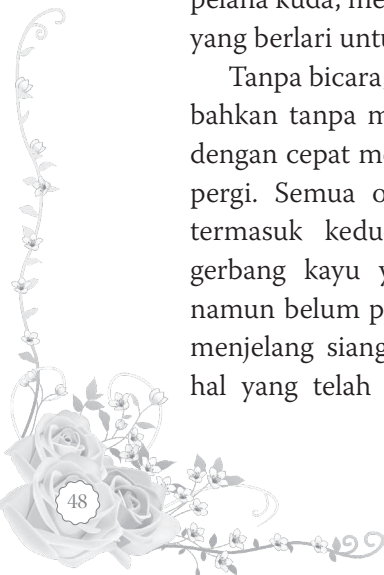 pelana kuda, me
yang berlari untu
Tanpa bicara,
bahkan tanpa m
dengan cepat me
pergi. Semua o
termasuk kedu
gerbang kayu y
namun belum p
menjelang siang
hal yang telah
48